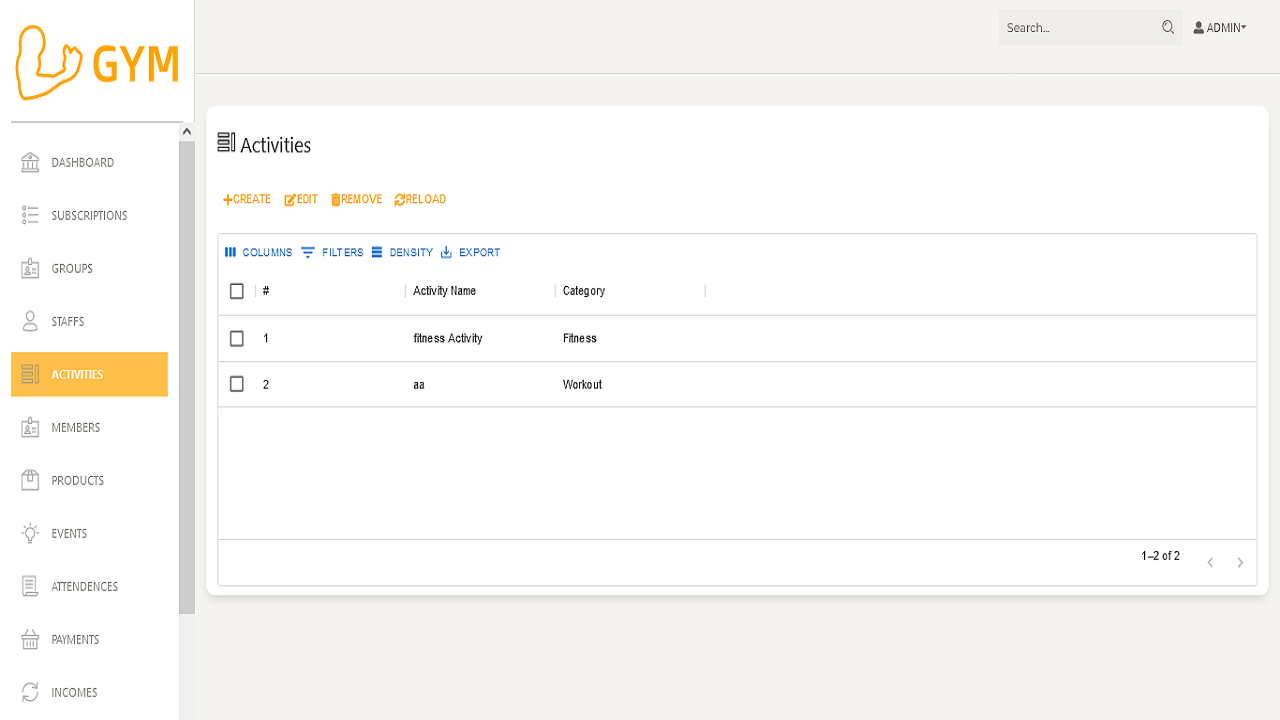 GYM
Search...
ADMIN
DASHBOARD
SUBSCRIPTIONS
GROUPS
STAFFS
ACTIVITIES
MEMBERS
PRODUCTS
EVENTS
ATTENDENCES
PAYMENTS
INCOMES
Activities
CREATE EDIT REMOVE RELOAD
COLUMNS FILTERS DENSITY EXPORT
# Activity Name Category
1 fitness Activity Fitness
2 aa Workout
1–2 of 2